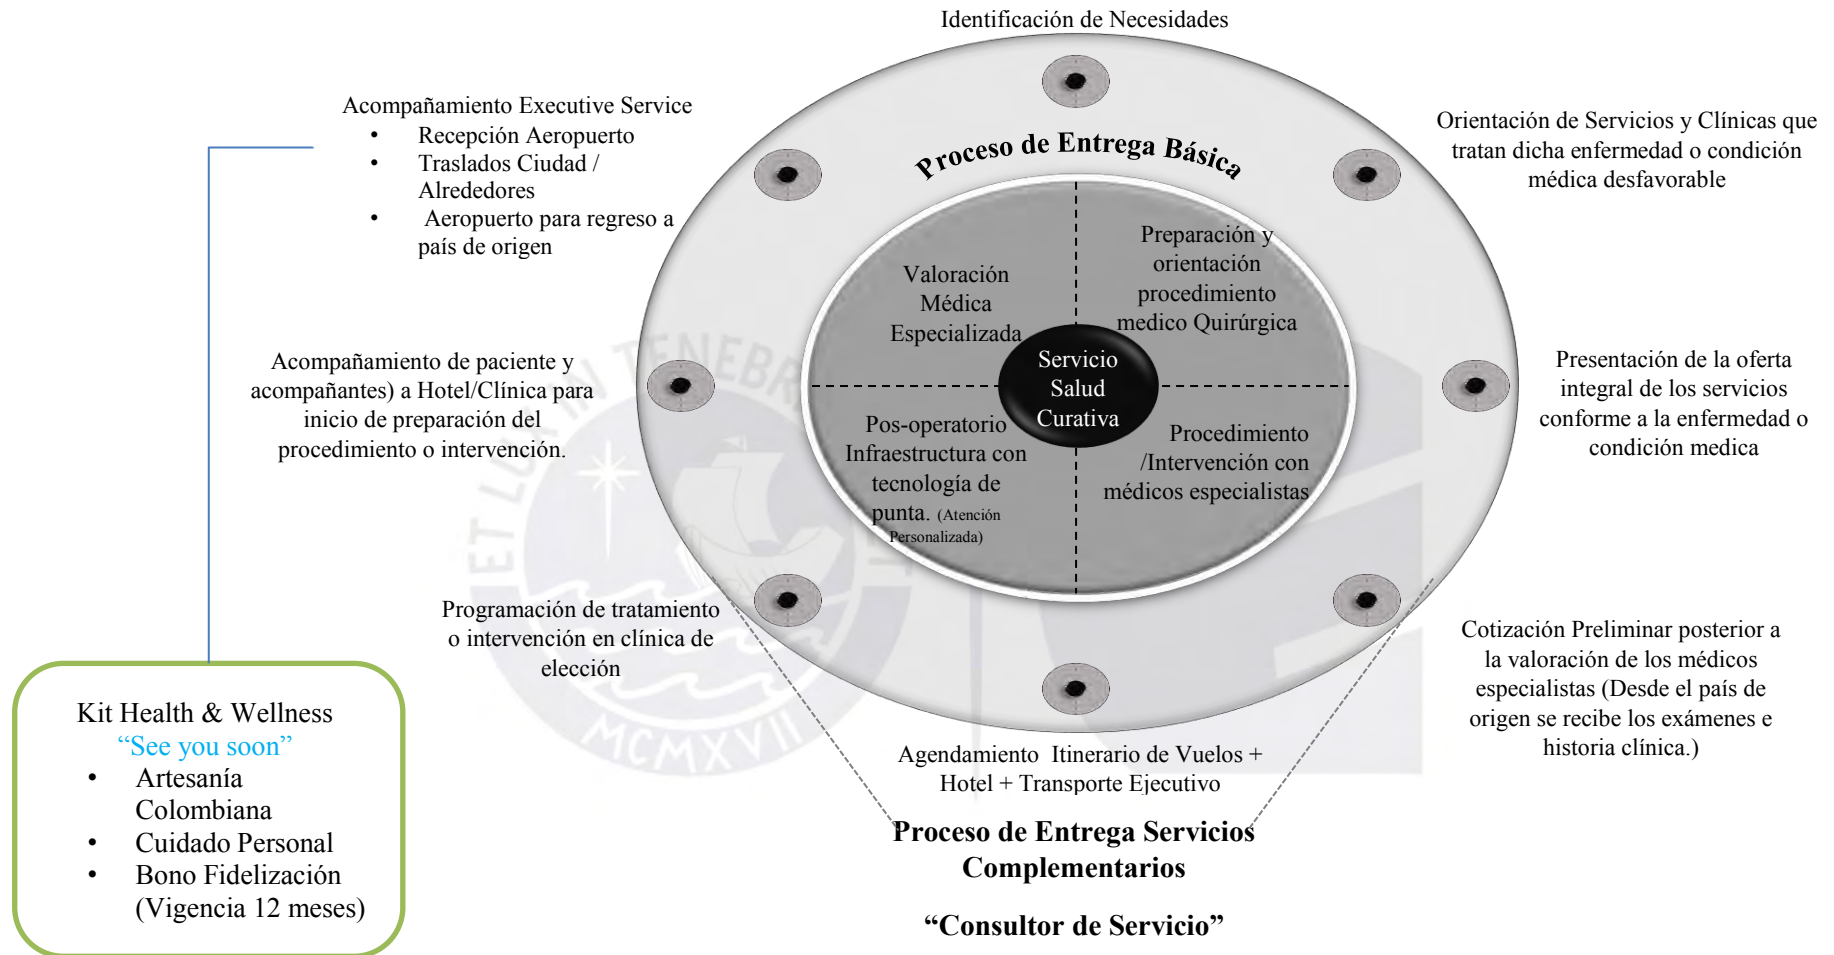 Identificación de Necesidades
Acompañamiento Executive Service
• Recepción Aeropuerto
• Traslados Ciudad /
Alrededores
• Aeropuerto para regreso a
país de origen
Orientación de Servicios y Clínicas que
tratan dicha enfermedad o condición
médica desfavorable
Proceso de Entrega Básica
Valoración
Médica
Especializada
Preparación y
orientación
procedimiento
medico Quirúrgica
Servicio
Salud
Curativa
Pos-operatorio
Infraestructura con
tecnología de
punta. (Atención
Personalizada)
Procedimiento
/Intervención con
médicos especialistas
Acompañamiento de paciente y
acompañantes) a Hotel/Clínica para
inicio de preparación del
procedimiento o intervención.
Presentación de la oferta
integral de los servicios
conforme a la enfermedad o
condición medica
Programación de tratamiento
o intervención en clínica de
elección
Cotización Preliminar posterior a
la valoración de los médicos
especialistas (Desde el país de
origen se recibe los exámenes e
historia clínica.)
Agendamiento Itinerario de Vuelos +
Hotel + Transporte Ejecutivo
Proceso de Entrega Servicios
Complementarios
“Consultor de Servicio”
Kit Health & Wellness
“See you soon”
• Artesanía
Colombiana
• Cuidado Personal
• Bono Fidelización
(Vigencia 12 meses)
ET LUX IN TENEBR
MCMXVII